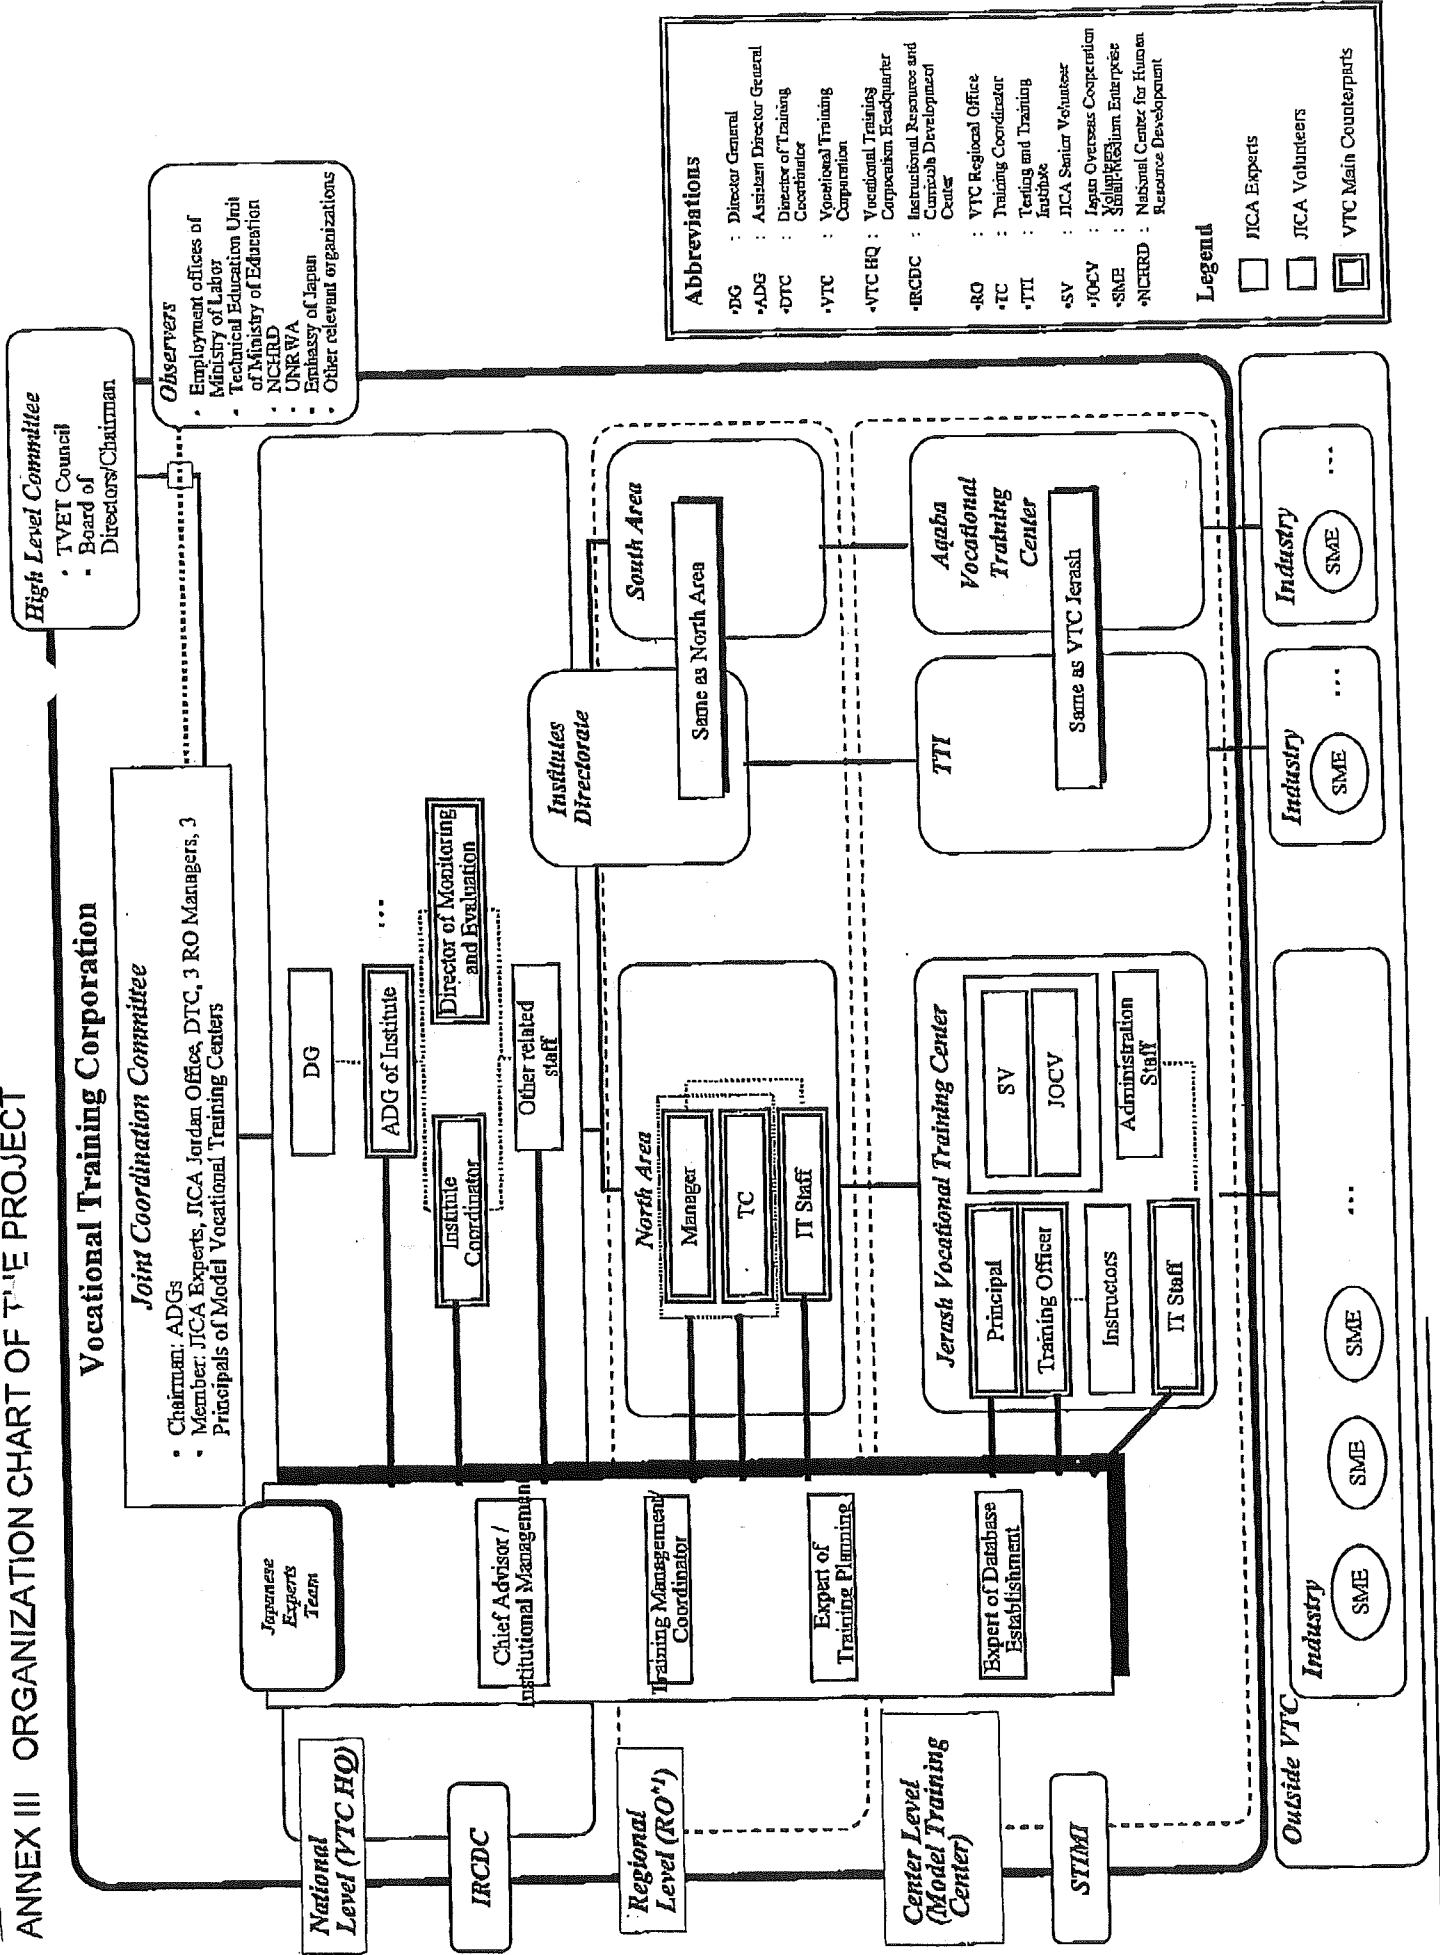 ANNEX III ORGANIZATION CHART OF THE PROJECT
High Level Committee
• TVET Council
• Board of
Directors/Chairman
Vocational Training Corporation
Joint Coordination Committee
• Chairman: ADGs
• Member: JICA Experts, JICA Jordan Office, DTC, 3 RO Managers, 3
Principals of Model Vocational Training Centers
Observers
• Employment offices of
Ministry of Labor
• Technical Education Unit
of Ministry of Education
• NCHRD
• UNRWA
• Embassy of Japan
• Other relevant organizations
National
Level (VTC HQ)
IRCDC
Regional
Level (RO*1)
Center Level
(Model Training
Center)
STIMI
Japanese
Experts
Team
Chief Advisor /
Institutional Management
Training Management/
Coordinator
Expert of
Training Planning
Expert of Database
Establishment
DG
ADG of Institute
...
Institute
Coordinator
Director of Monitoring
and Evaluation
Other related
staff
North Area
Manager
TC
IT Staff
Institutes
Directorate
South Area
Same as North Area
Jerash Vocational Training Center
Principal
Training Officer
Instructors
IT Staff
SV
JOCV
Administration
Staff
TTI
Aqaba
Vocational
Training
Center
Same as VTC Jerash
Outside VTC
Industry
SME
SME
SME
...
Industry
SME
...
Industry
SME
...
Abbreviations
•DG : Director General
•ADG : Assistant Director General
•DTC : Director of Training
Coordinator
•VTC : Vocational Training
Corporation
•VTC HQ : Vocational Training
Corporation Headquarter
•IRCDC : Instructional Resource and
Curricula Development
Center
•RO : VTC Regional Office
•TC : Training Coordinator
•TTI : Testing and Training
Institute
•SV : JICA Senior Volunteer
•JOCV : Japan Overseas Cooperation
Volunteers
•SME : Small-Medium Enterprise
•NCHRD : National Center for Human
Resource Development
Legend
JICA Experts
JICA Volunteers
VTC Main Counterparts